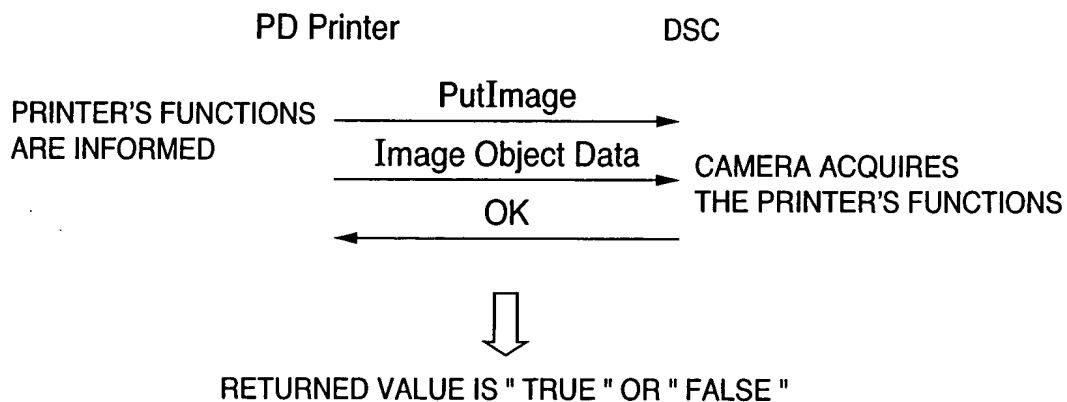 PD Printer DSC
PutImage
PRINTER'S FUNCTIONS
ARE INFORMED
Image Object Data
CAMERA ACQUIRES
THE PRINTER'S FUNCTIONS
OK
RETURNED VALUE IS " TRUE " OR " FALSE "